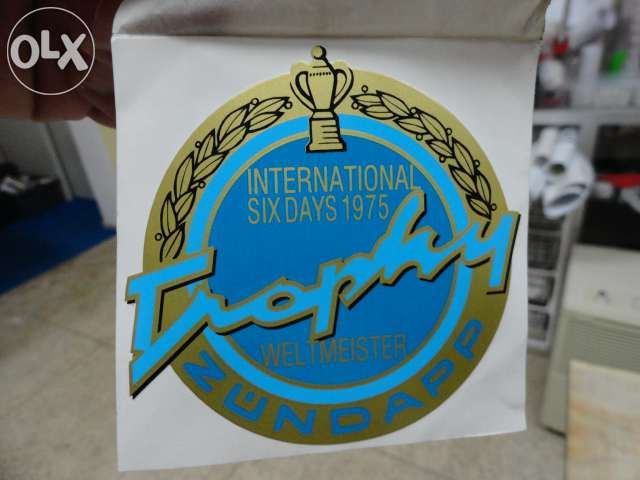 OLX
INTERNATIONAL
SIX DAYS 1975
Trophy
WELTMEISTER
ZÜNDAPP